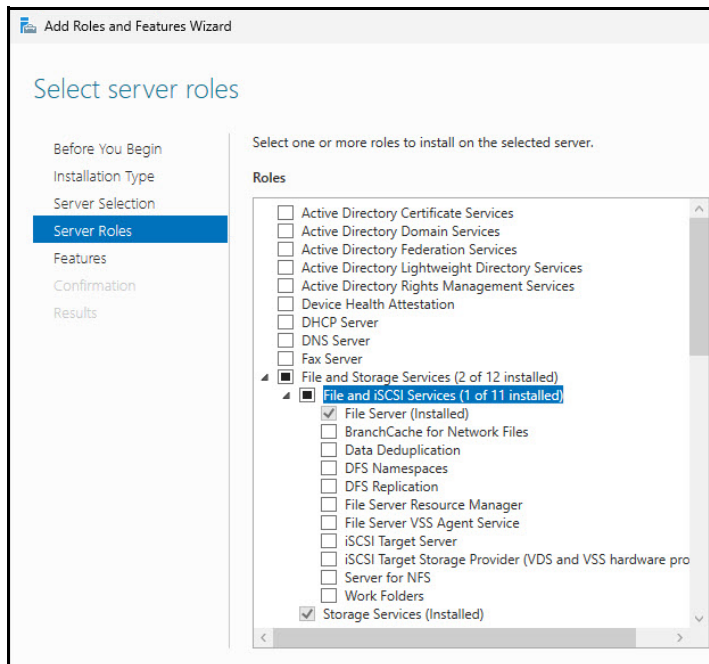 Add Roles and Features Wizard
Select server roles
Before You Begin
Installation Type
Server Selection
Server Roles
Features
Confirmation
Results
Select one or more roles to install on the selected server.
Roles
Active Directory Certificate Services
Active Directory Domain Services
Active Directory Federation Services
Active Directory Lightweight Directory Services
Active Directory Rights Management Services
Device Health Attestation
DHCP Server
DNS Server
Fax Server
File and Storage Services (2 of 12 installed)
File and iSCSI Services (1 of 11 installed)
File Server (Installed)
BranchCache for Network Files
Data Deduplication
DFS Namespaces
DFS Replication
File Server Resource Manager
File Server VSS Agent Service
iSCSI Target Server
iSCSI Target Storage Provider (VDS and VSS hardware pro
Server for NFS
Work Folders
Storage Services (Installed)